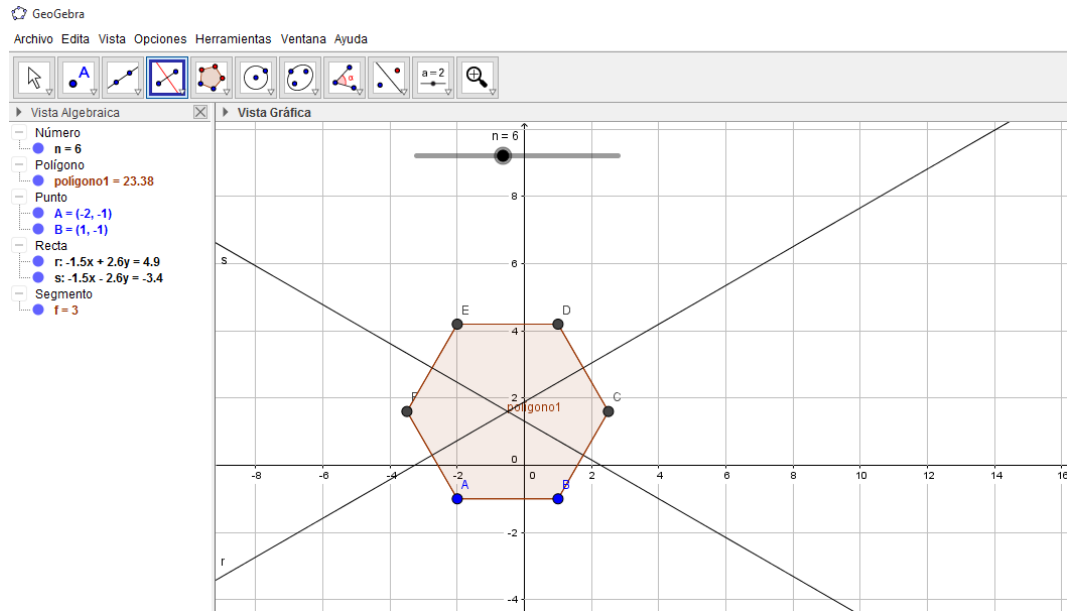 GeoGebra
Archivo Edita Vista Opciones Herramientas Ventana Ayuda
A
α
a = 2
Vista Algebraica
Vista Gráfica
Número
n = 6
Polígono
polígono1 = 23.38
Punto
A = (-2, -1)
B = (1, -1)
Recta
r: -1.5x + 2.6y = 4.9
s: -1.5x - 2.6y = -3.4
Segmento
f = 3
n = 6
8
s
6
E D
4
F C
2
polígono1
0
-8 -6 -4 -2 0 2 4 6 8 10 12 14 16
A B
-2
r
-4